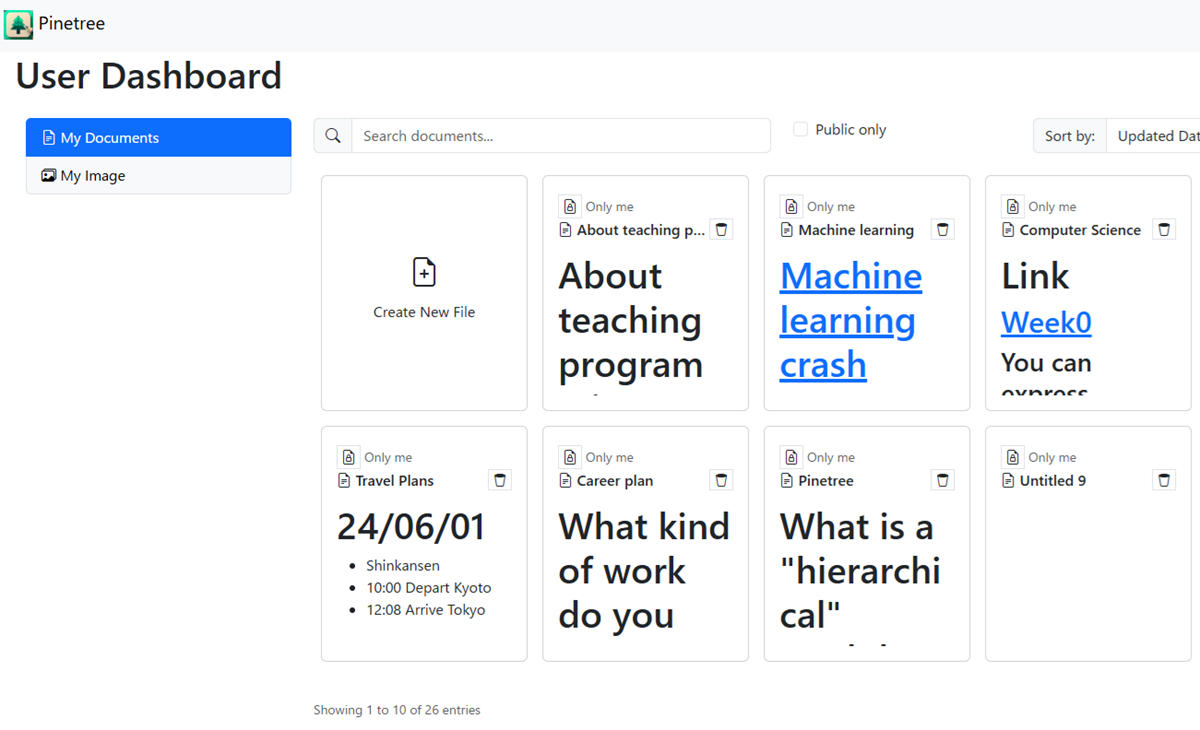 Pinetree
User Dashboard
My Documents
My Image
Search documents...
Public only
Sort by:
Updated
Create New File
Only me
About teaching p...
About
teaching
program
Only me
Machine learning
Machine
learning
crash
Only me
Computer Science
Link
Week0
You can
express
Only me
Travel Plans
24/06/01
Shinkansen
10:00 Depart Kyoto
12:08 Arrive Tokyo
Only me
Career plan
What kind
of work
do you
Only me
Pinetree
What is a
"hierarchi
cal"
Only me
Untitled 9
Showing 1 to 10 of 26 entries